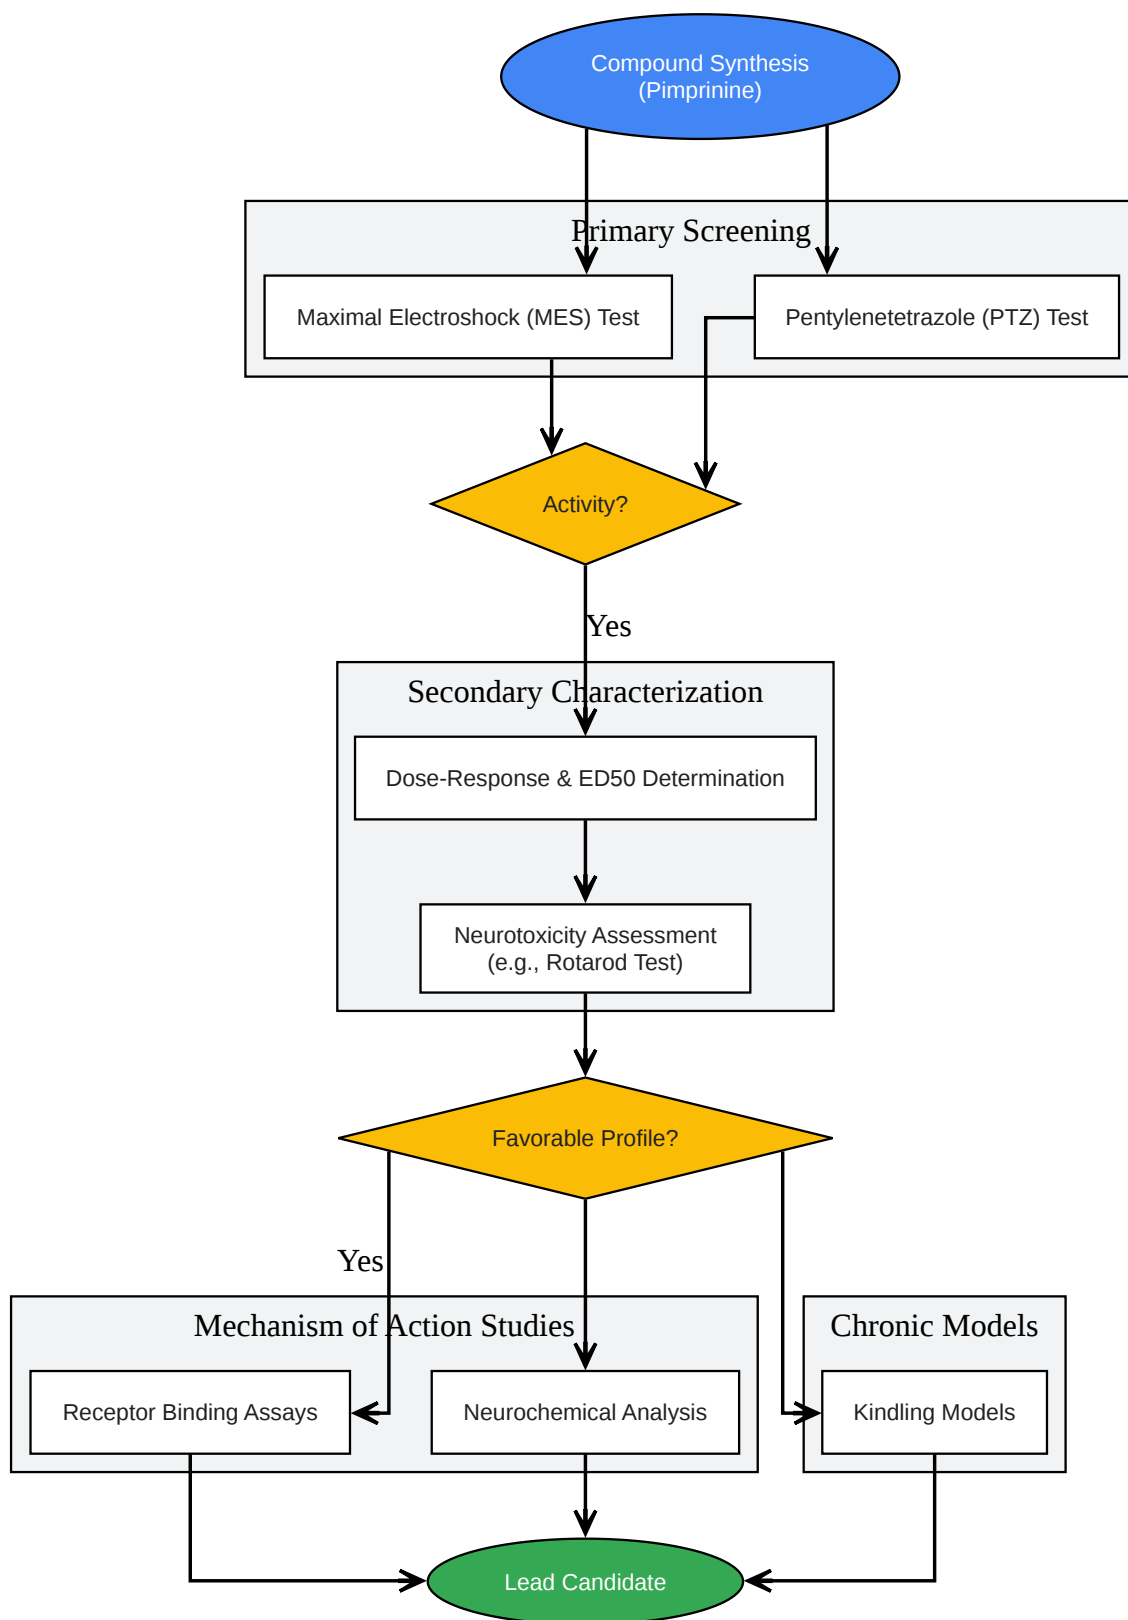 Compound Synthesis
(Pimprinine)
Primary Screening
Maximal Electroshock (MES) Test
Pentylenetetrazole (PTZ) Test
Activity?
Yes
Secondary Characterization
Dose-Response & ED50 Determination
Neurotoxicity Assessment
(e.g., Rotarod Test)
Favorable Profile?
Yes
Mechanism of Action Studies
Chronic Models
Receptor Binding Assays
Neurochemical Analysis
Kindling Models
Lead Candidate